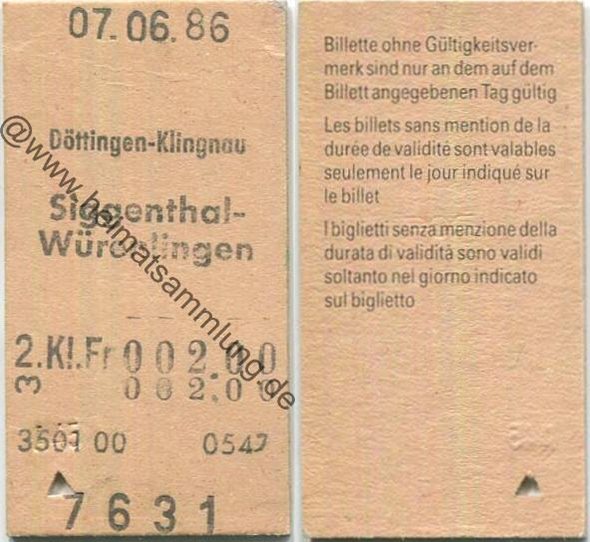 07.06.86
Döttingen-Klingnau
Siggenthal-
Würenlingen
2.Kl.Fr 002.00
3 002.00
3501 00 0547
7631
@www.heimatsammlung.de
Billette ohne Gültigkeitsver-
merk sind nur an dem auf dem
Billett angegebenen Tag gültig
Les billets sans mention de la
durée de validité sont valables
seulement le jour indiqué sur
le billet
I biglietti senza menzione della
durata di validità sono validi
soltanto nel giorno indicato
sul biglietto